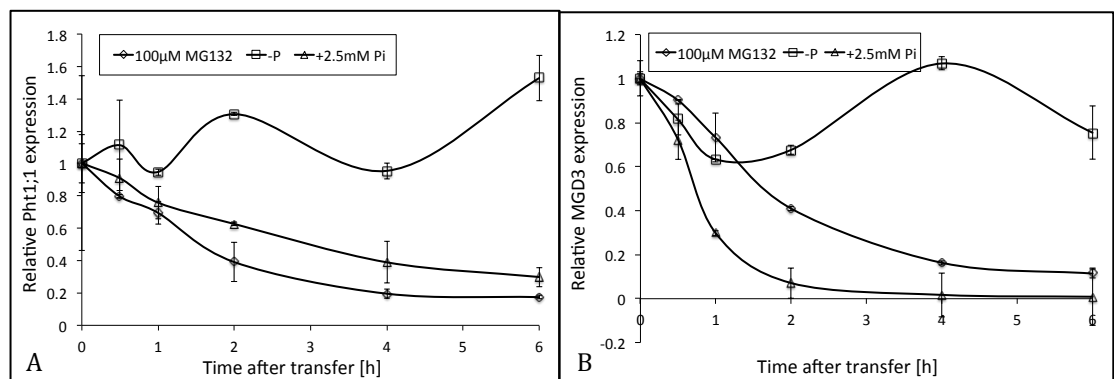 1.8
1.6
1.4
1.2
1
0.8
0.6
0.4
0.2
0
Relative Pht1;1 expression
100μM MG132 -P +2.5mM Pi
0 1 2 3 4 5 6
Time after transfer [h]
A
1.2
1
0.8
0.6
0.4
0.2
0
-0.2
Relative MGD3 expression
100μM MG132 -P +2.5mM Pi
0 1 2 3 4 5 6
Time after transfer [h]
B